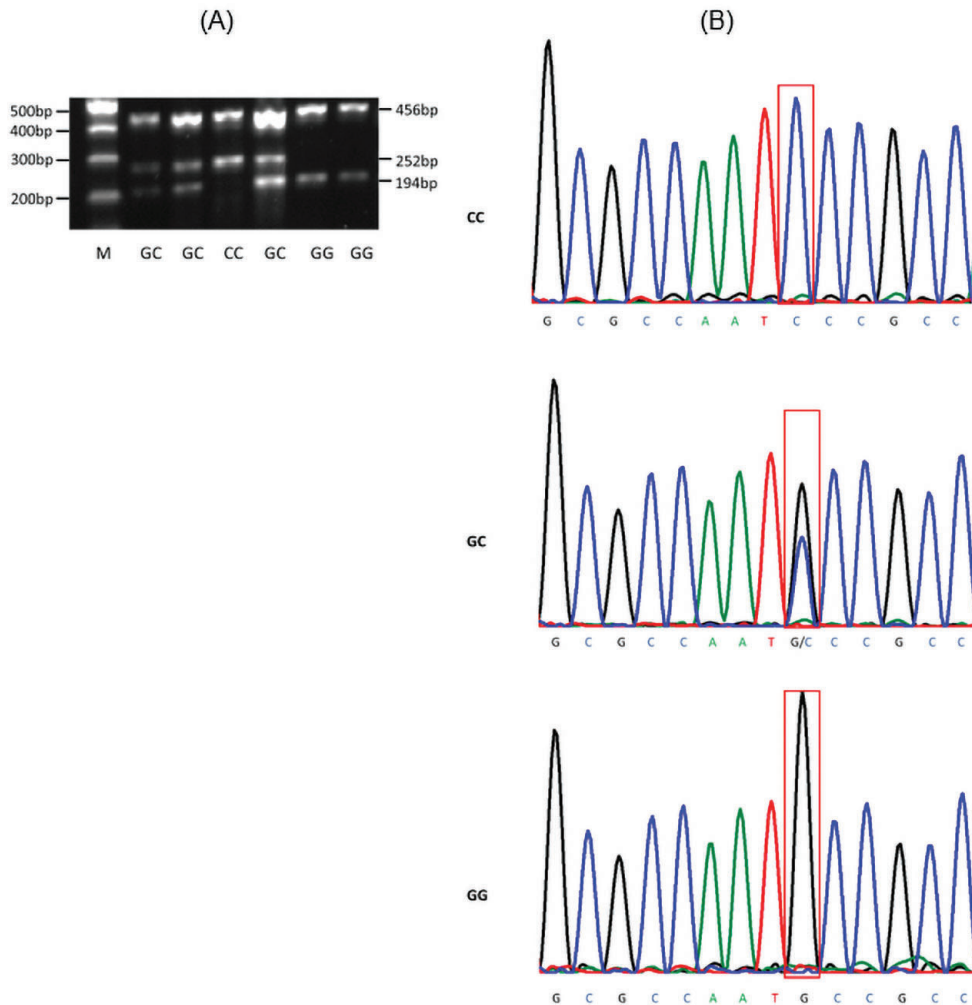 (A)
500bp
400bp
300bp
200bp
456bp
252bp
194bp
M GC GC CC GC GG GG
(B)
CC
G C G C C A A T C C C G C C
GC
G C G C C A A T G/C C C G C C
GG
G C G C C A A T G C C G C C